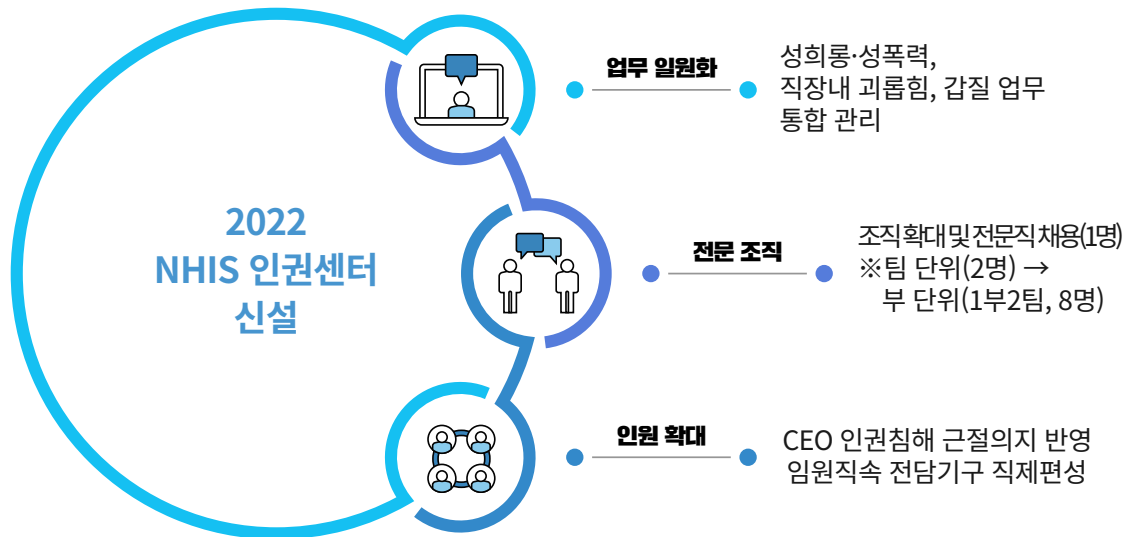 2022
NHIS 인권센터
신설
업무 일원화
성희롱·성폭력,
직장내 괴롭힘, 갑질 업무
통합 관리
전문 조직
조직 확대 및 전문직 채용(1명)
※팀 단위(2명) →
부 단위(1부2팀, 8명)
인원 확대
CEO 인권침해 근절의지 반영
임원직속 전담기구 직제편성